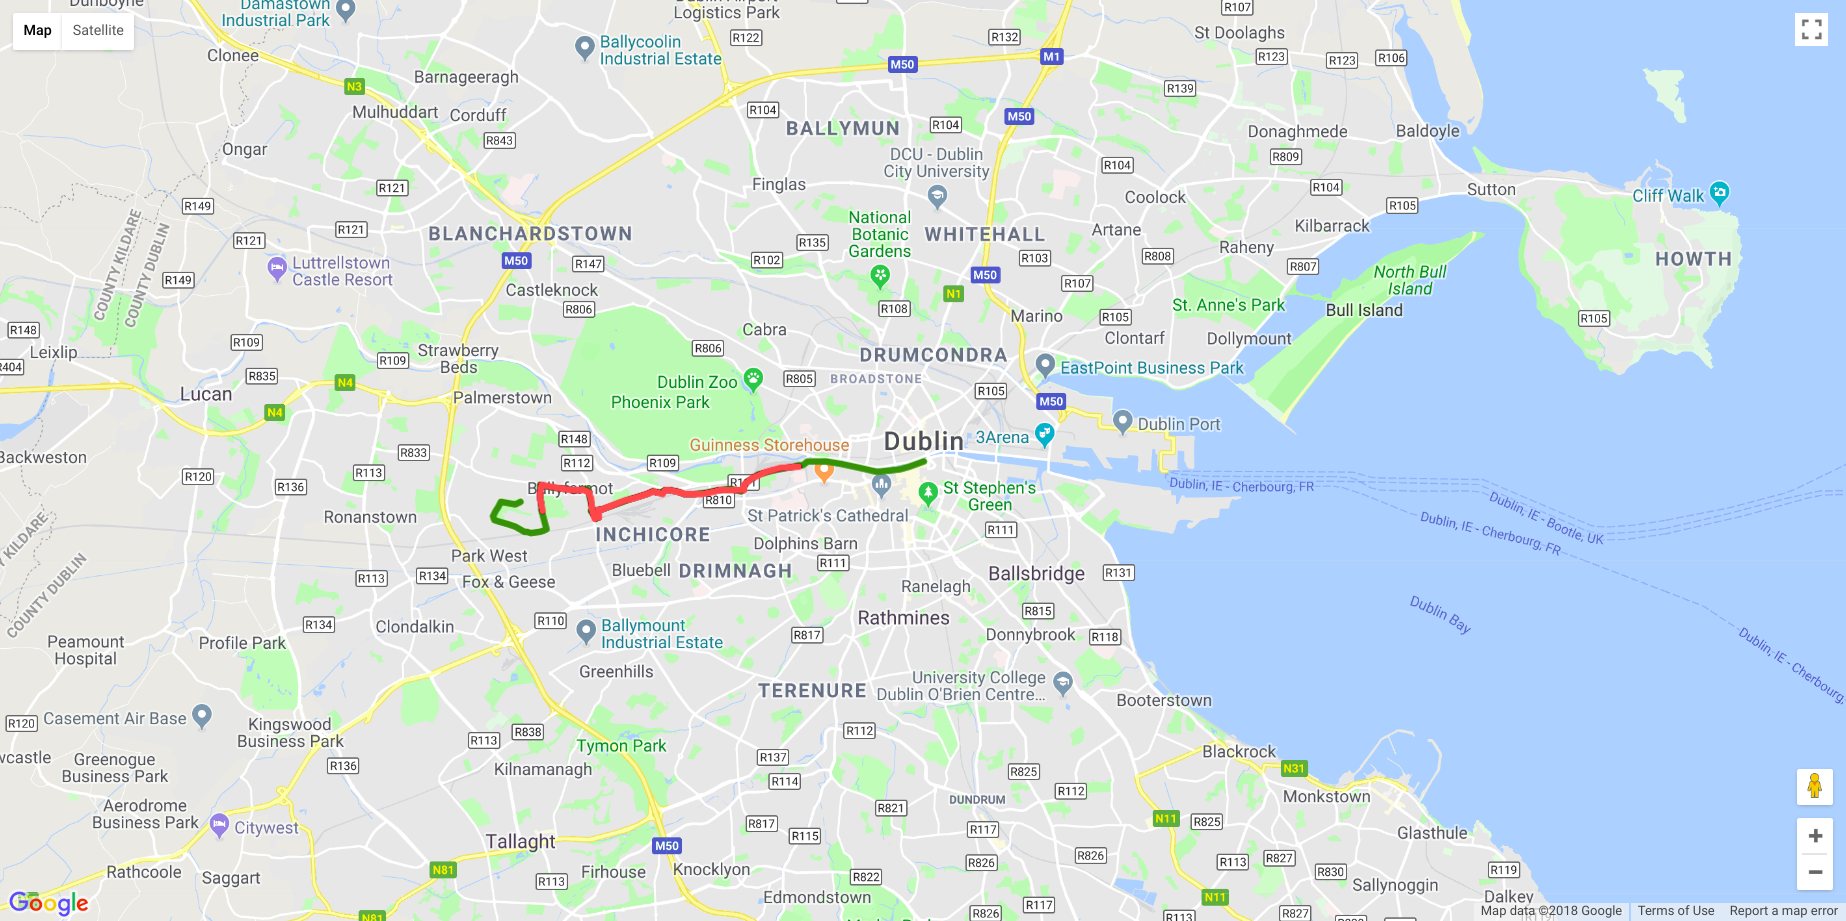 Map
Satellite
Dunboyne
Damastown
Industrial Park
Dublin Airport
Logistics Park
R107
St Doolaghs
R122
R132
Clonee
Ballycoolin
Industrial Estate
M50
M1
R123
R123
R106
Barnageeragh
N3
R139
Mulhuddart
Corduff
R104
M50
BALLYMUN
R104
Donaghmede
Baldoyle
Ongar
R843
DCU - Dublin
City University
R809
R104
R121
Finglas
Coolock
R104
Sutton
Cliff Walk
R149
R105
COUNTY KILDARE
COUNTY DUBLIN
National
Botanic
Gardens
Artane
Kilbarrack
R121
R121
BLANCHARDSTOWN
R135
WHITEHALL
Raheny
M50
R147
R102
R103
R808
R807
HOWTH
Luttrellstown
Castle Resort
R149
M50
R107
North Bull
Island
Castleknock
N1
St. Anne's Park
R806
R108
Marino
R105
Bull Island
R105
R148
Cabra
Clontarf
R109
Dollymount
Leixlip
R404
R109
Strawberry
Beds
R806
DRUMCONDRA
R835
N4
Dublin Zoo
R805
BROADSTONE
EastPoint Business Park
Lucan
Palmerstown
Phoenix Park
R105
M50
N4
Dublin Port
R148
Guinness Storehouse
Dublin
3Arena
Backweston
R833
R112
R109
R120
R113
Dublin, IE - Cherbourg, FR
R136
Ballyfermot
R111
R810
St Stephen's
Green
Dublin, IE - Bootle, UK
Ronanstown
St Patrick's Cathedral
Dublin, IE - Cherbourg, FR
INCHICORE
R111
Dolphins Barn
Y KILDARE
COUNTY DUBLIN
Park West
R111
Bluebell
DRIMNAGH
Ballsbridge
R131
R113
R134
Fox & Geese
Ranelagh
Dublin Bay
R110
Rathmines
R815
R134
Clondalkin
Ballymount
Industrial Estate
R817
Donnybrook
R118
Dublin, IE - Cherbourg,
Peamount
Hospital
Profile Park
Greenhills
University College
Dublin O'Brien Centre...
TERENURE
Booterstown
R120
Casement Air Base
Kingswood
Business Park
R113
R838
R112
Tymon Park
Blackrock
wcastle
Greenogue
Business Park
R136
Kilnamanagh
R137
R114
R825
N31
Monkstown
Aerodrome
Business Park
R821
DUNDRUM
R112
N11
Citywest
R817
R115
R117
R825
Glasthule
Tallaght
M50
R826
R826
R113
R827
Rathcoole
Saggart
N81
R113
Firhouse
Knocklyon
R822
R830
R119
Edmondstown
Sallynoggin
N11
Dalkey
N81
R826
R113
R827
R119
Google
Map data ©2018 Google
Terms of Use
Report a map error